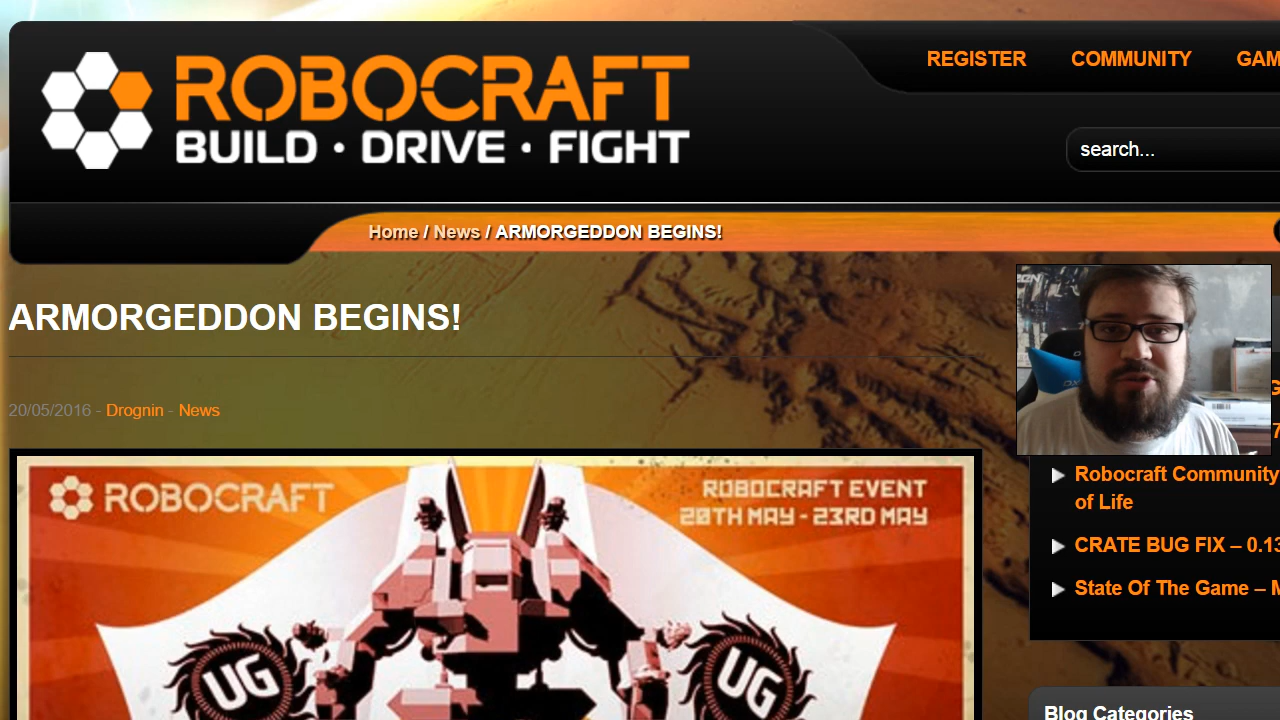 ROBOCRAFT
BUILD • DRIVE • FIGHT
REGISTER
COMMUNITY
search...
Home / News / ARMORGEDDON BEGINS!
ARMORGEDDON BEGINS!
20/05/2016 - Drognin - News
Robocraft Community
of Life
CRATE BUG FIX – 0.13
State Of The Game –
ROBOCRAFT
ROBOCRAFT EVENT
20TH MAY - 23RD MAY
UG
UG
Blog Categories